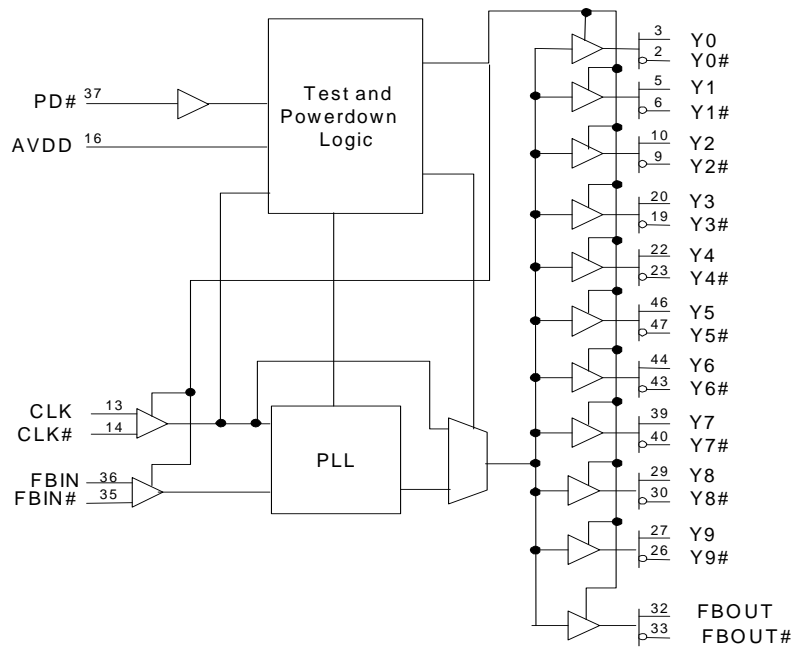 PD# 37
AVDD 16
Test and
Powerdown
Logic
CLK 13
CLK# 14
FBIN 36
FBIN# 35
PLL
3 Y0
2 Y0#
5 Y1
6 Y1#
10 Y2
9 Y2#
20 Y3
19 Y3#
22 Y4
23 Y4#
46 Y5
47 Y5#
44 Y6
43 Y6#
39 Y7
40 Y7#
29 Y8
30 Y8#
27 Y9
26 Y9#
32 FBOUT
33 FBOUT#